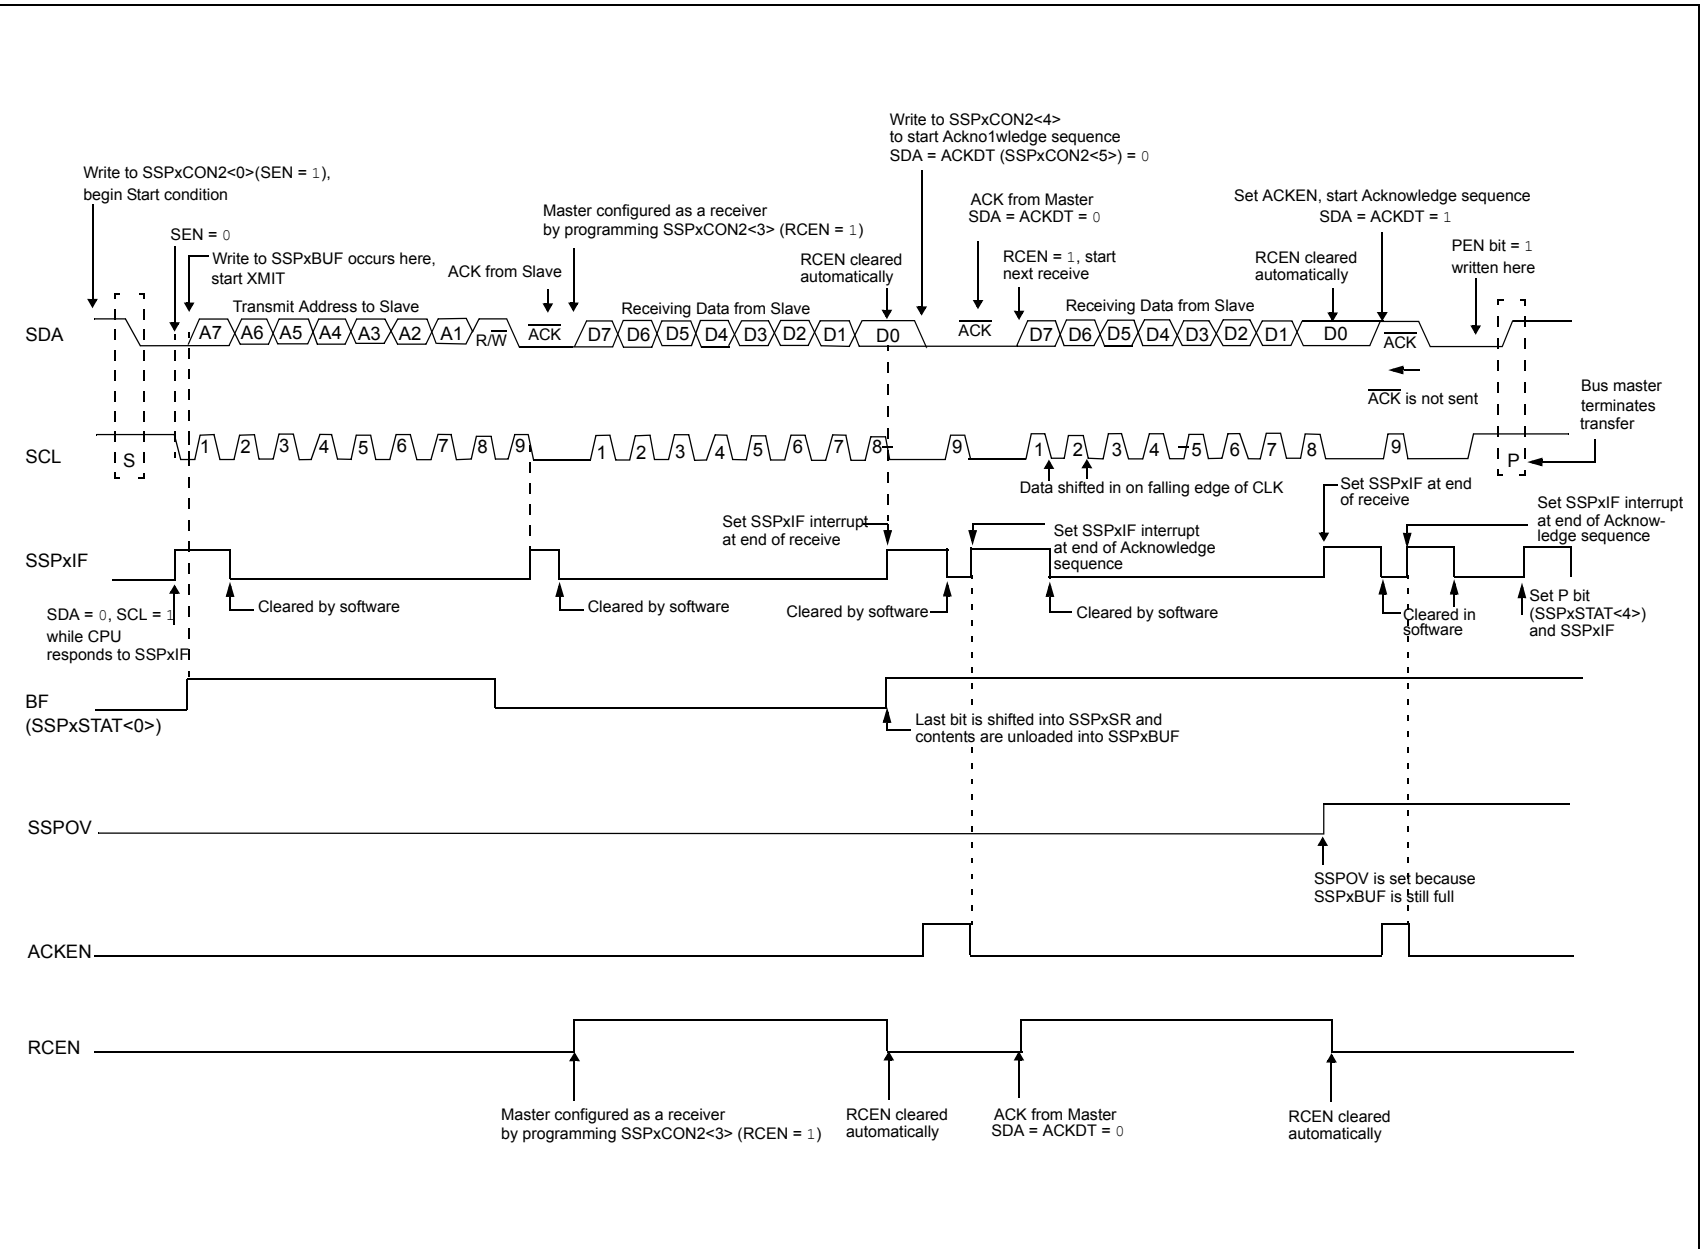 Write to SSPxCON2<4>
to start Ackno1wledge sequence
SDA = ACKDT (SSPxCON2<5>) = 0
Write to SSPxCON2<0>(SEN = 1),
begin Start condition
ACK from Master
SDA = ACKDT = 0
Set ACKEN, start Acknowledge sequence
SDA = ACKDT = 1
Master configured as a receiver
by programming SSPxCON2<3> (RCEN = 1)
SEN = 0
Write to SSPxBUF occurs here,
start XMIT
ACK from Slave
RCEN cleared
automatically
RCEN = 1, start
next receive
RCEN cleared
automatically
PEN bit = 1
written here
Transmit Address to Slave
Receiving Data from Slave
Receiving Data from Slave
SDA
A7 A6 A5 A4 A3 A2 A1 R/W ACK D7 D6 D5 D4 D3 D2 D1 D0 ACK D7 D6 D5 D4 D3 D2 D1 D0 ACK
ACK is not sent
Bus master
terminates
transfer
SCL
S 1 2 3 4 5 6 7 8 9 1 2 3 4 5 6 7 8 9 1 2 3 4 5 6 7 8 9 P
Data shifted in on falling edge of CLK
Set SSPxIF interrupt
at end of receive
Set SSPxIF interrupt
at end of Acknowledge
sequence
Set SSPxIF at end
of receive
Set SSPxIF interrupt
at end of Acknow-
ledge sequence
SSPxIF
SDA = 0, SCL = 1
while CPU
responds to SSPxIF
Cleared by software
Cleared by software
Cleared by software
Cleared by software
Cleared in
software
Set P bit
(SSPxSTAT<4>)
and SSPxIF
BF
(SSPxSTAT<0>)
Last bit is shifted into SSPxSR and
contents are unloaded into SSPxBUF
SSPOV
SSPOV is set because
SSPxBUF is still full
ACKEN
RCEN
Master configured as a receiver
by programming SSPxCON2<3> (RCEN = 1)
RCEN cleared
automatically
ACK from Master
SDA = ACKDT = 0
RCEN cleared
automatically